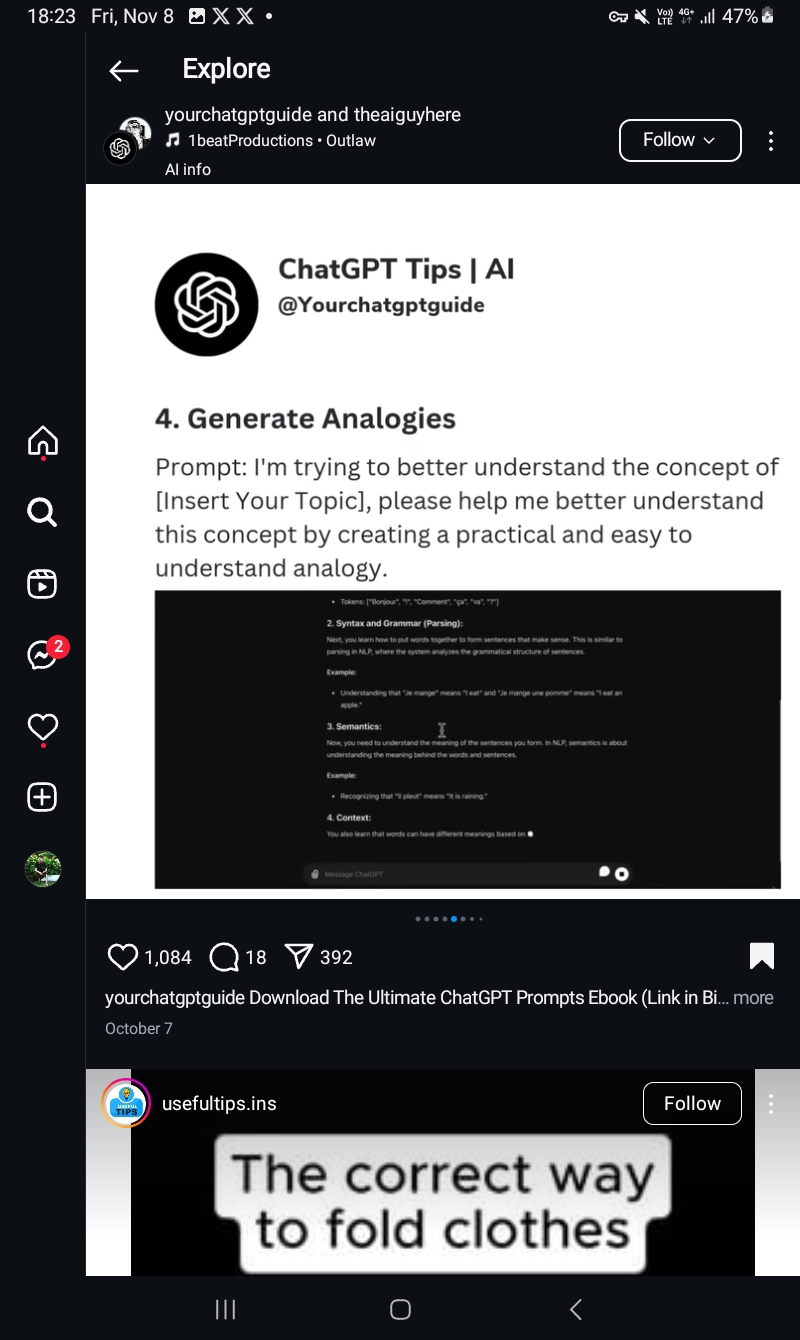 18:23 Fri, Nov 8
Vo)) LTE 4G+ 47%
Explore
yourchatgptguide and theaiguyhere
1beatProductions • Outlaw
Follow
AI info
ChatGPT Tips | AI
@Yourchatgptguide
4. Generate Analogies
Prompt: I'm trying to better understand the concept of
[Insert Your Topic], please help me better understand
this concept by creating a practical and easy to
understand analogy.
• Tokens: ["Bonjour", "!", "Comment", "ça", "va", "?"]
2. Syntax and Grammar (Parsing):
Next, you learn how to put words together to form sentences that make sense. This is similar to
parsing in NLP, where the system analyzes the grammatical structure of sentences.
Example:
• Understanding that "Je mange" means "I eat" and "Je mange une pomme" means "I eat an
apple."
3. Semantics:
Now, you need to understand the meaning of the sentences you form. In NLP, semantics is about
understanding the meaning behind the words and sentences.
Example:
• Recognizing that "Il pleut" means "It is raining."
4. Context:
You also learn that words can have different meanings based on
Message ChatGPT
2
1,084 18 392
yourchatgptguide Download The Ultimate ChatGPT Prompts Ebook (Link in Bi... more
October 7
USEFUL
TIPS
usefultips.ins
Follow
The correct way
to fold clothes